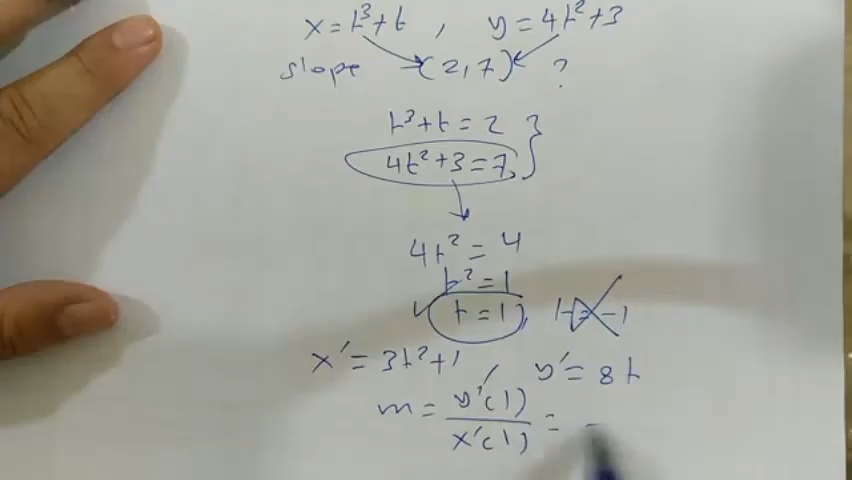 x = t³ + t , y = 4t² + 3
slope → (2,7) ?
t³ + t = 2 }
4t² + 3 = 7,
4t² = 4
t² = 1
✓ t = 1, t = -1
x' = 3t² + 1 , y' = 8t
m = y'(1) / x'(1) =